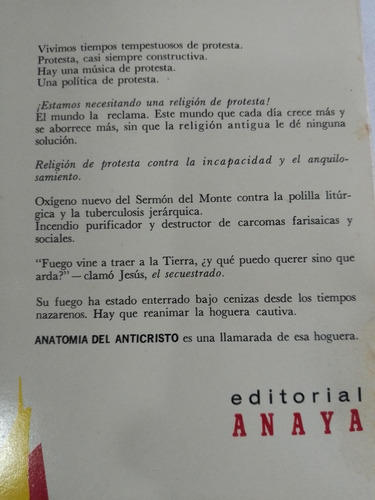 Vivimos tiempos tempestuosos de protesta.
Protesta, casi siempre constructiva.
Hay una música de protesta.
Una política de protesta.
¡Estamos necesitando una religión de protesta!
El mundo la reclama. Este mundo que cada día crece más y
se aborrece más, sin que la religión antigua le dé ninguna
solución.
Religión de protesta contra la incapacidad y el anquilo-
samiento.
Oxígeno nuevo del Sermón del Monte contra la polilla litúr-
gica y la tuberculosis jerárquica.
Incendio purificador y destructor de carcomas farisaicas y
sociales.
"Fuego vine a traer a la Tierra, ¿y qué puedo querer sino que
arda?"—clamó Jesús, el secuestrado.
Su fuego ha estado enterrado bajo cenizas desde los tiempos
nazarenos. Hay que reanimar la hoguera cautiva.
ANATOMIA DEL ANTICRISTO es una llamarada de esa hoguera.
editorial
ANAYA